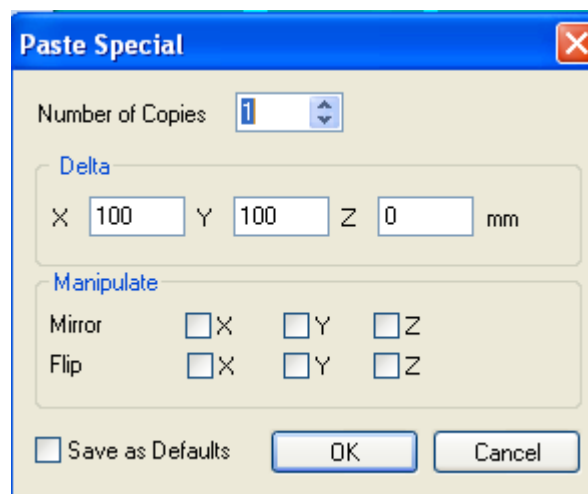 Paste Special
Number of Copies 1
Delta
X 100 Y 100 Z 0 mm
Manipulate
Mirror X Y Z
Flip X Y Z
Save as Defaults OK Cancel